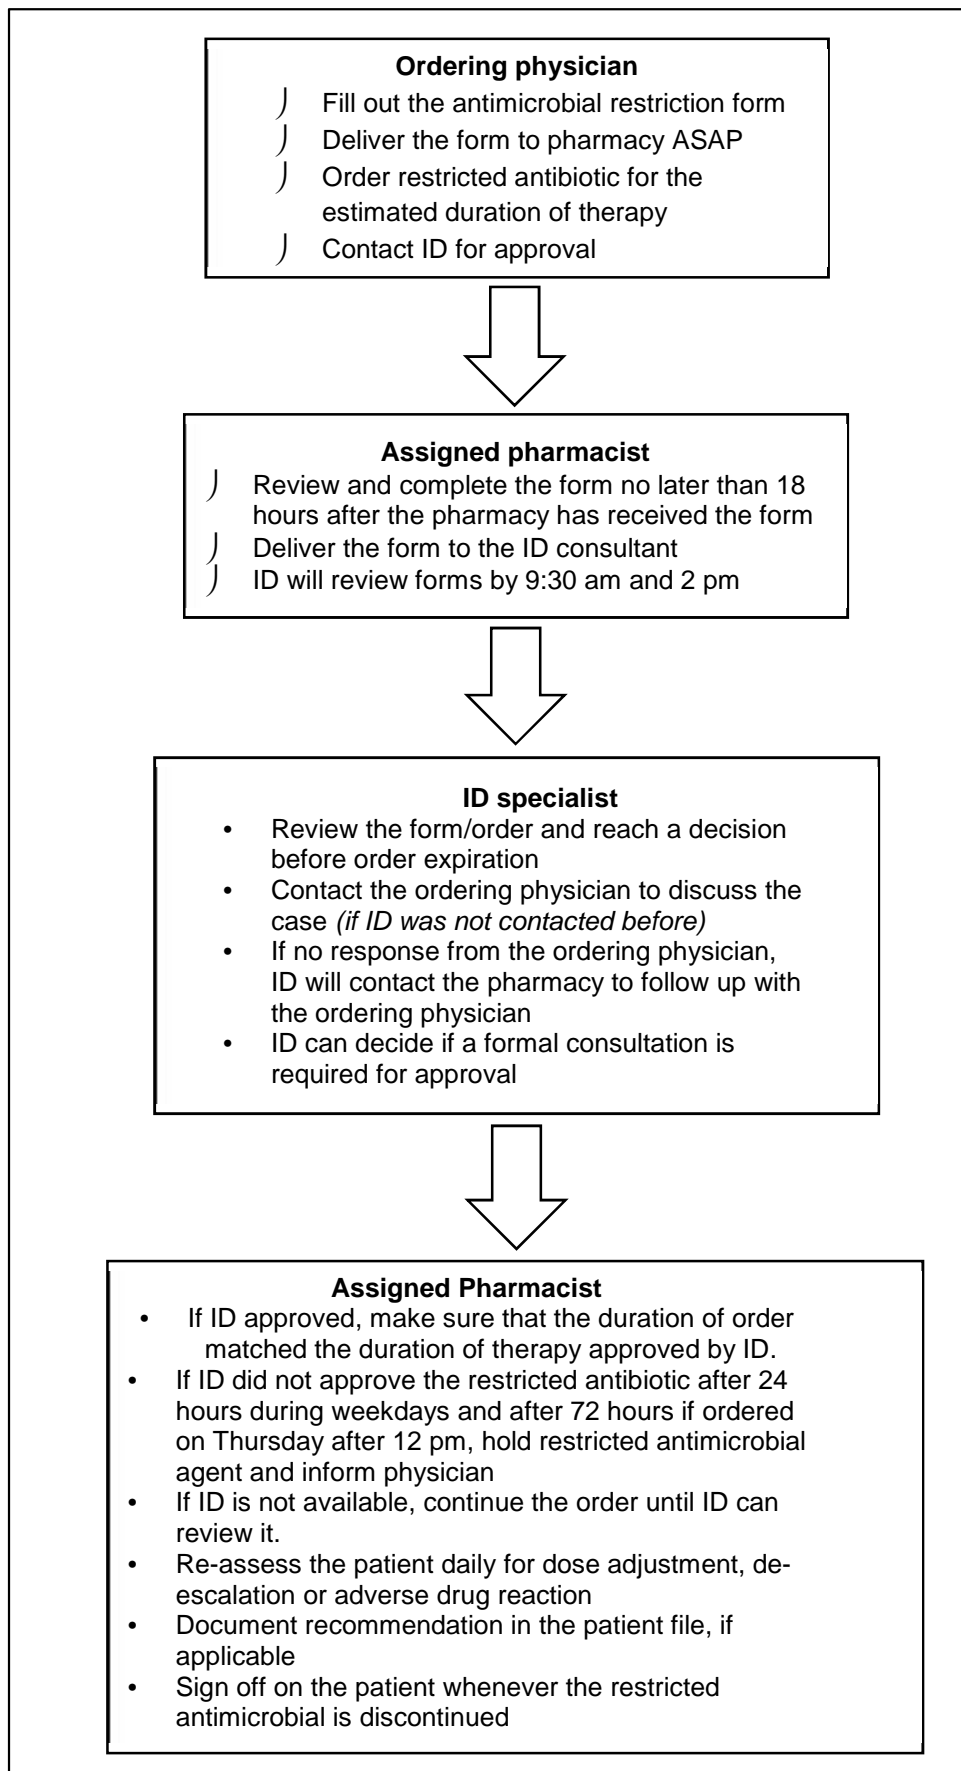 Ordering physician
⌡ Fill out the antimicrobial restriction form
⌡ Deliver the form to pharmacy ASAP
⌡ Order restricted antibiotic for the
estimated duration of therapy
⌡ Contact ID for approval
Assigned pharmacist
⌡ Review and complete the form no later than 18
hours after the pharmacy has received the form
⌡ Deliver the form to the ID consultant
⌡ ID will review forms by 9:30 am and 2 pm
ID specialist
• Review the form/order and reach a decision
before order expiration
• Contact the ordering physician to discuss the
case (if ID was not contacted before)
• If no response from the ordering physician,
ID will contact the pharmacy to follow up with
the ordering physician
• ID can decide if a formal consultation is
required for approval
Assigned Pharmacist
• If ID approved, make sure that the duration of order
matched the duration of therapy approved by ID.
• If ID did not approve the restricted antibiotic after 24
hours during weekdays and after 72 hours if ordered
on Thursday after 12 pm, hold restricted antimicrobial
agent and inform physician
• If ID is not available, continue the order until ID can
review it.
• Re-assess the patient daily for dose adjustment, de-
escalation or adverse drug reaction
• Document recommendation in the patient file, if
applicable
• Sign off on the patient whenever the restricted
antimicrobial is discontinued